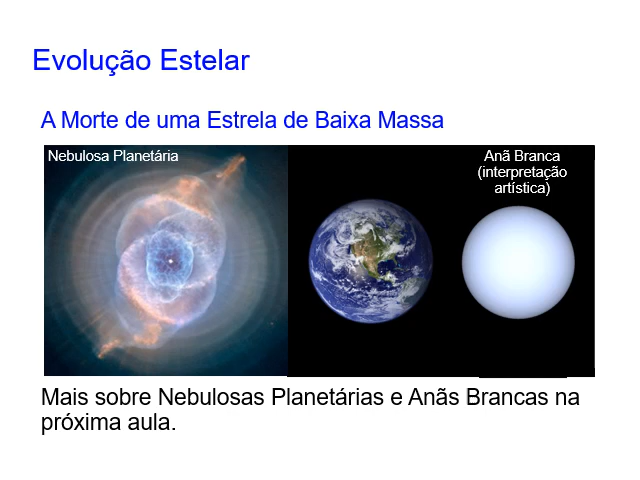 Evolução Estelar
A Morte de uma Estrela de Baixa Massa
Nebulosa Planetária
Anã Branca
(interpretação
artística)
Mais sobre Nebulosas Planetárias e Anãs Brancas na
próxima aula.